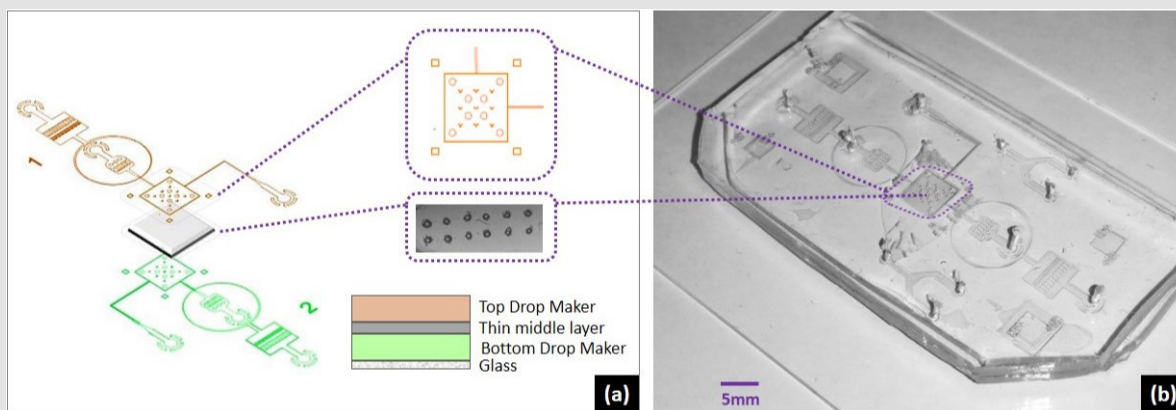 1
2
Top Drop Maker
Thin middle layer
Bottom Drop Maker
Glass
(a)
5mm
(b)